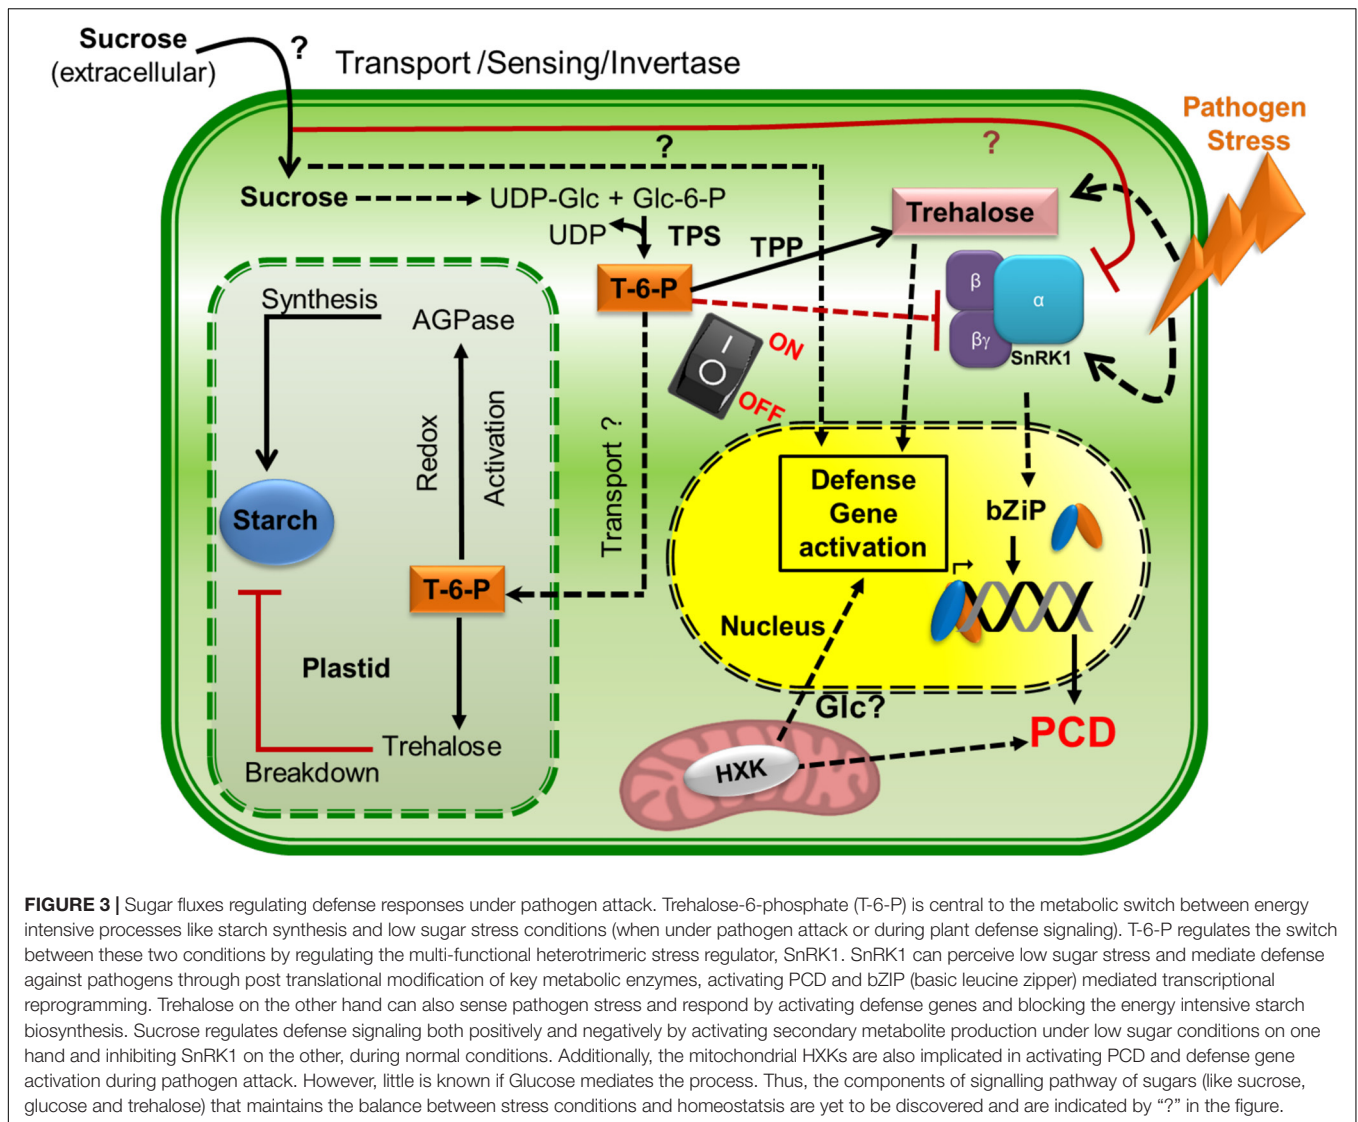 Sucrose
(extracellular)
?
Transport /Sensing/Invertase
Pathogen
Stress
?
?
Sucrose
UDP-Glc + Glc-6-P
UDP
TPS
TPP
Trehalose
T-6-P
β
α
βγ
SnRK1
ON
OFF
Synthesis
AGPase
Redox
Activation
Transport ?
Starch
T-6-P
Plastid
Trehalose
Breakdown
Defense
Gene
activation
bZiP
Nucleus
Glc?
HXK
PCD
FIGURE 3 | Sugar fluxes regulating defense responses under pathogen attack. Trehalose-6-phosphate (T-6-P) is central to the metabolic switch between energy
intensive processes like starch synthesis and low sugar stress conditions (when under pathogen attack or during plant defense signaling). T-6-P regulates the switch
between these two conditions by regulating the multi-functional heterotrimeric stress regulator, SnRK1. SnRK1 can perceive low sugar stress and mediate defense
against pathogens through post translational modification of key metabolic enzymes, activating PCD and bZIP (basic leucine zipper) mediated transcriptional
reprogramming. Trehalose on the other hand can also sense pathogen stress and respond by activating defense genes and blocking the energy intensive starch
biosynthesis. Sucrose regulates defense signaling both positively and negatively by activating secondary metabolite production under low sugar conditions on one
hand and inhibiting SnRK1 on the other, during normal conditions. Additionally, the mitochondrial HXKs are also implicated in activating PCD and defense gene
activation during pathogen attack. However, little is known if Glucose mediates the process. Thus, the components of signalling pathway of sugars (like sucrose,
glucose and trehalose) that maintains the balance between stress conditions and homeostatsis are yet to be discovered and are indicated by “?” in the figure.